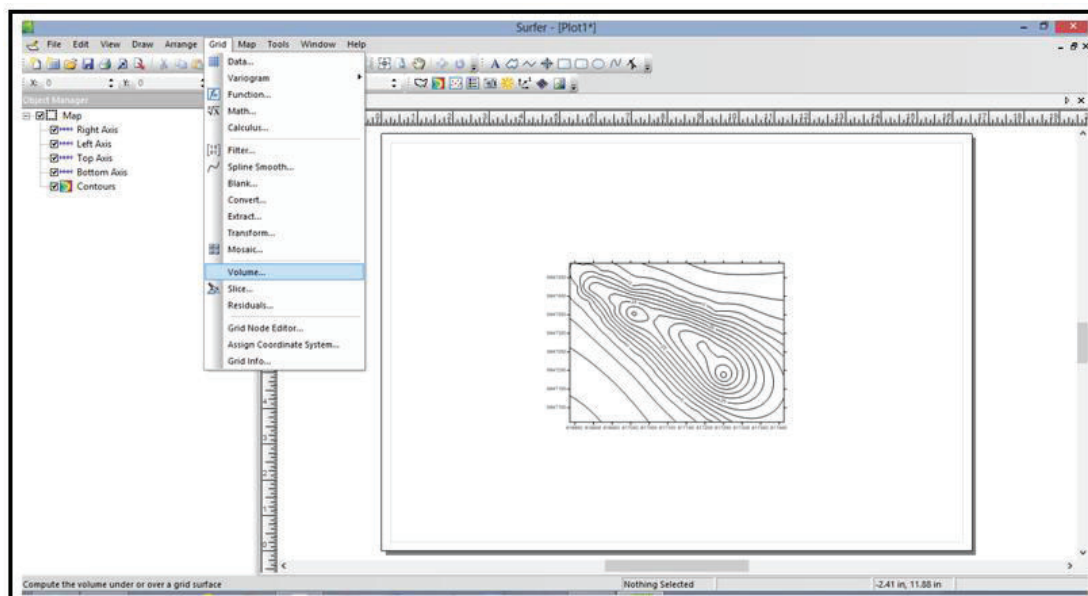 Surfer - [Plot1*]
File Edit View Draw Arrange Grid Map Tools Window Help
X: 0 Y: 0
Object Manager
Map
Right Axis
Left Axis
Top Axis
Bottom Axis
Contours
Data...
Variogram
Function...
Math...
Calculus...
Filter...
Spline Smooth...
Blank...
Convert...
Extract...
Transform...
Mosaic...
Volume...
Slice...
Residuals...
Grid Node Editor...
Assign Coordinate System...
Grid Info...
Compute the volume under or over a grid surface
Nothing Selected
-2.41 in, 11.88 in